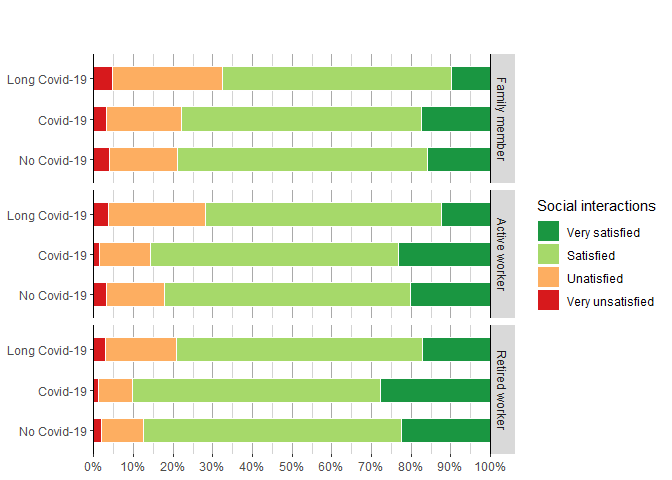 Long Covid-19
Covid-19
No Covid-19
Family member
Long Covid-19
Covid-19
No Covid-19
Active worker
Long Covid-19
Covid-19
No Covid-19
Retired worker
0% 10% 20% 30% 40% 50% 60% 70% 80% 90% 100%
Social interactions
Very satisfied
Satisfied
Unatisfied
Very unsatisfied